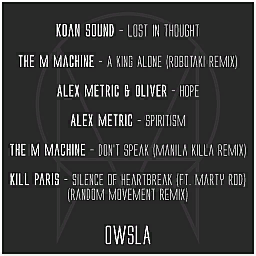 KOAN SOUND - LOST IN THOUGHT
THE M MACHINE - A KING ALONE (ROBOTAKI REMIX)
ALEX METRIC & OLIVER - HOPE
ALEX METRIC - SPIRITISM
THE M MACHINE - DON'T SPEAK (MANILA KILLA REMIX)
KILL PARIS - SILENCE OF HEARTBREAK (FT. MARTY ROD)
(RANDOM MOVEMENT REMIX)
OWSLA